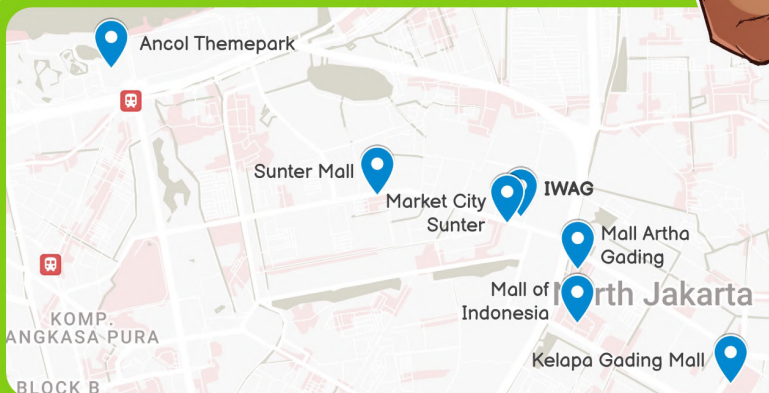 Ancol Themepark
Sunter Mall
IWAG
Market City
Sunter
Mall Artha
Gading
Mall of
Indonesia
North Jakarta
KOMP.
ANGKASA PURA
Kelapa Gading Mall
BLOCK B